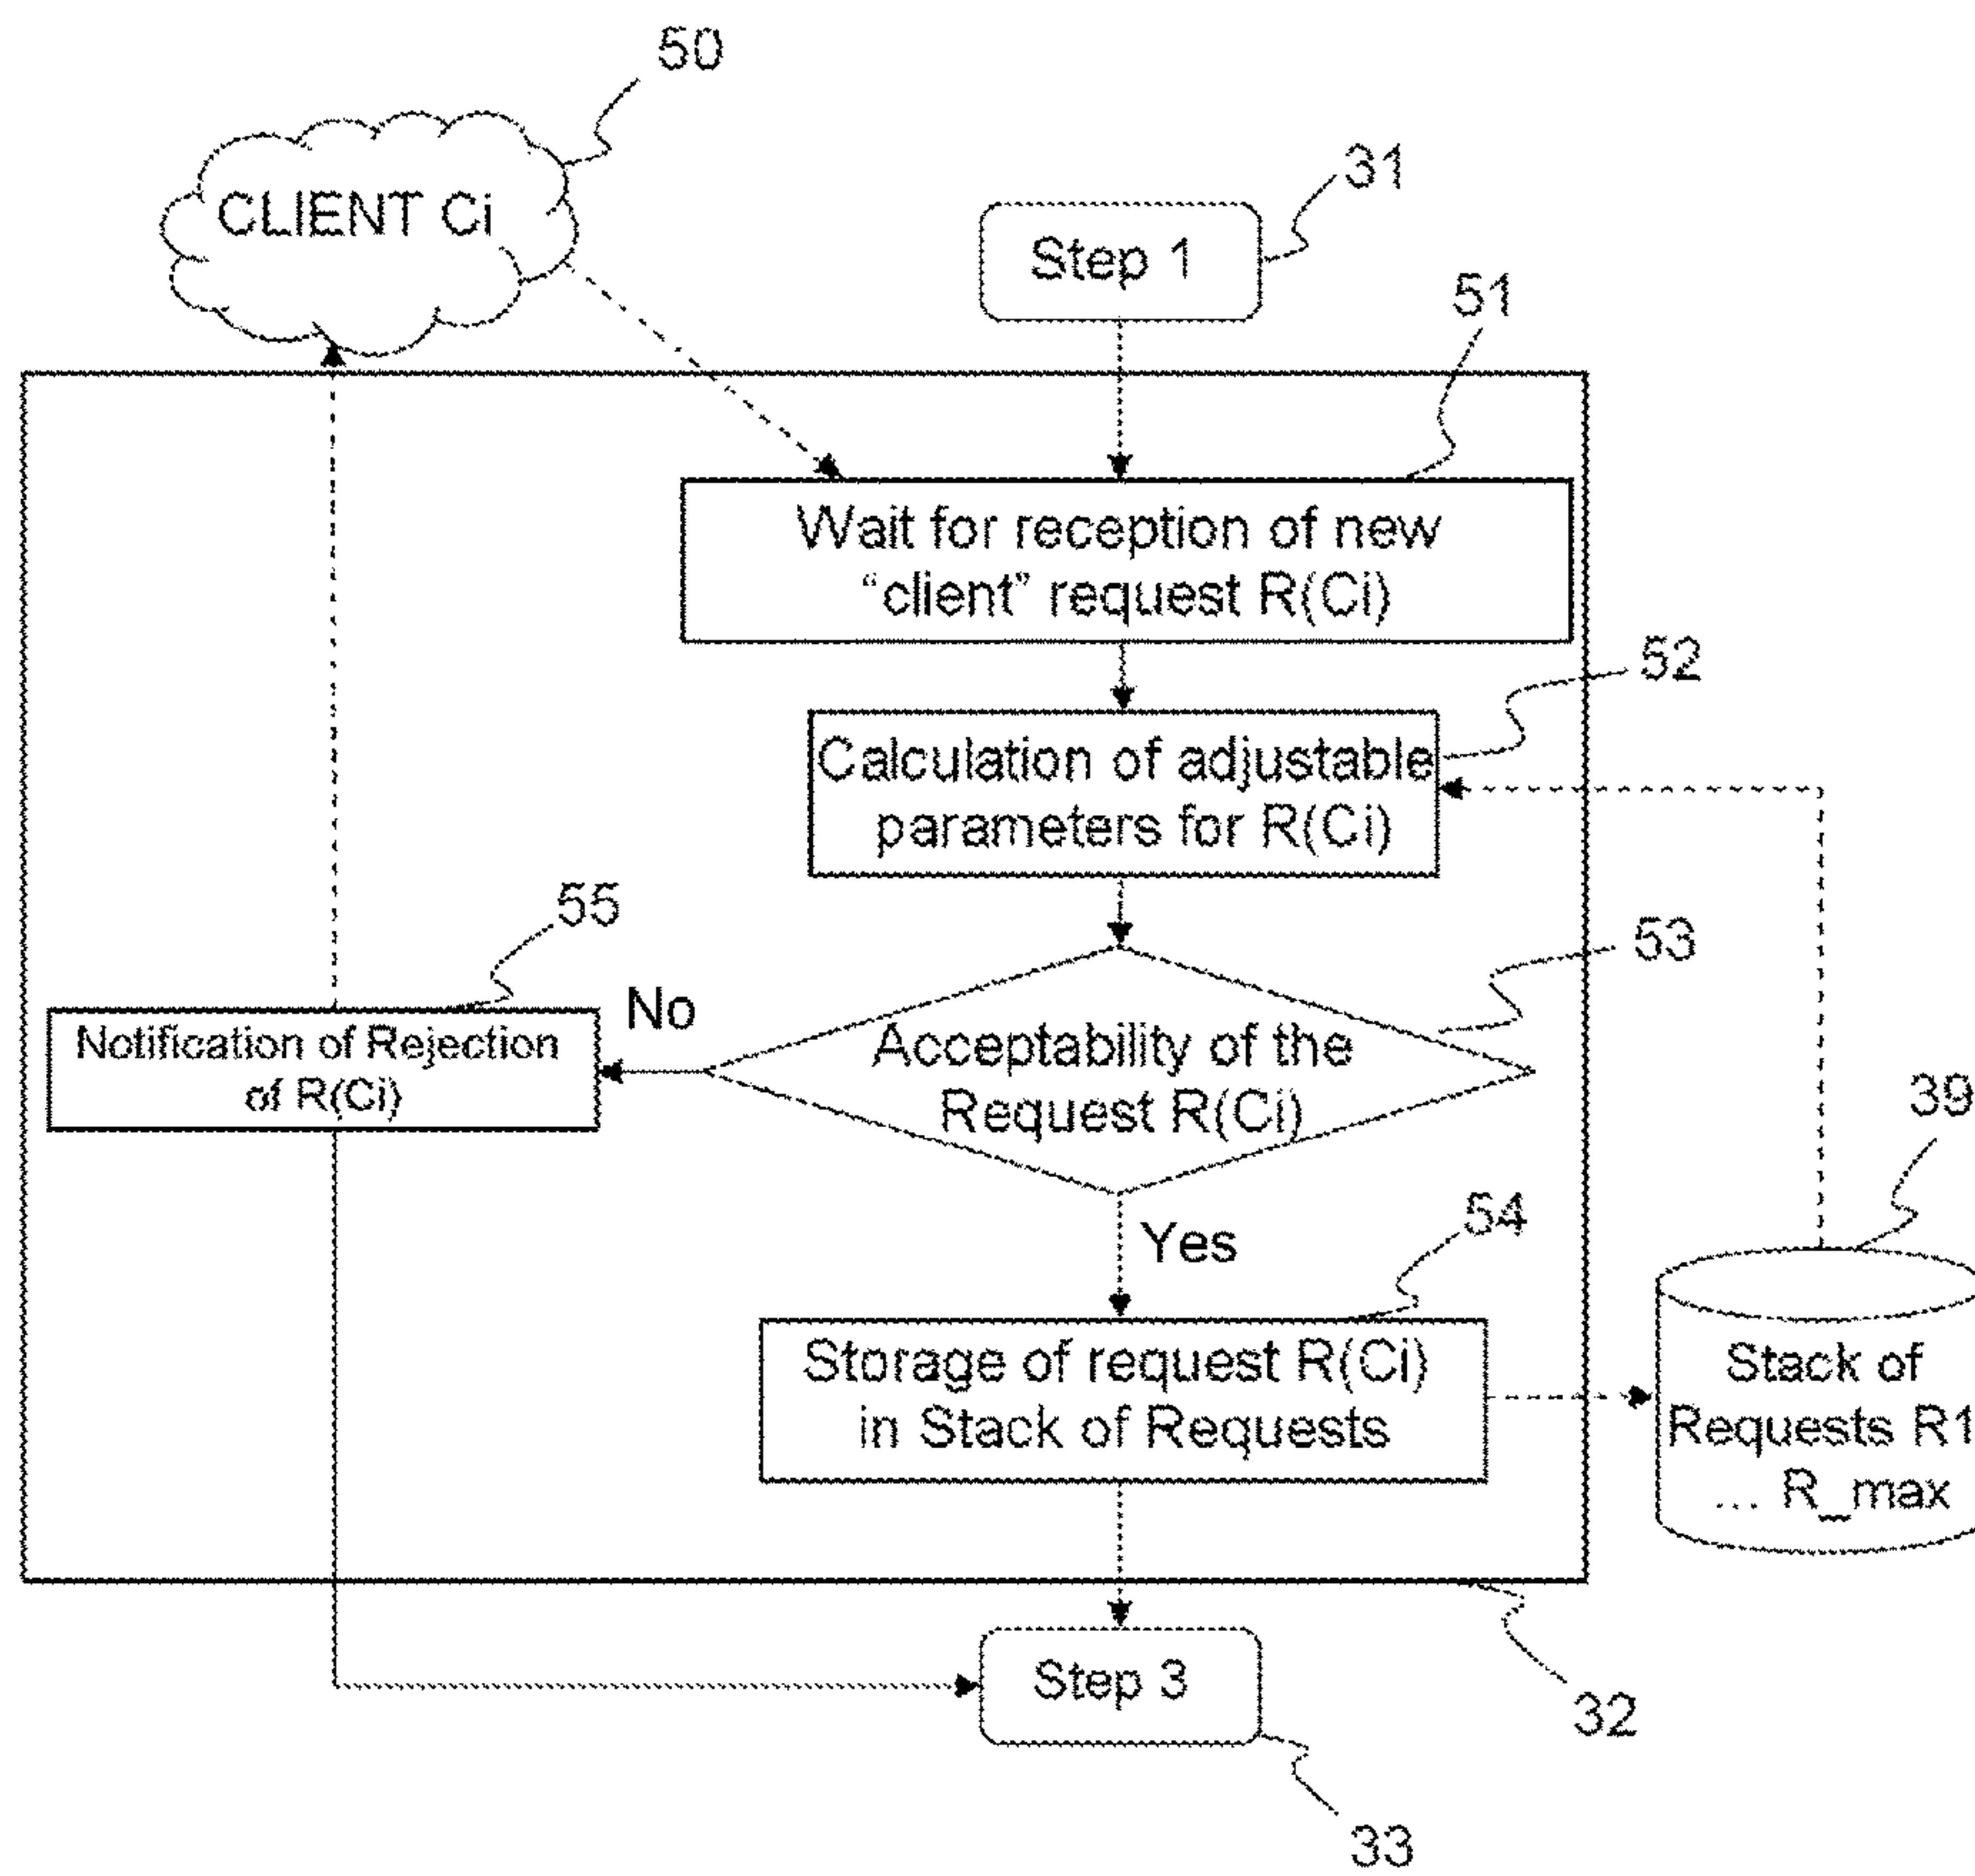 50
CLIENT Ci
31
Step 1
51
Wait for reception of new
“client” request R(Ci)
52
Calculation of adjustable
parameters for R(Ci)
55
53
No
Notification of Rejection
of R(Ci)
Acceptability of the
Request R(Ci)
39
54
Yes
Storage of request R(Ci)
in Stack of Requests
Stack of
Requests R1
... R_max
Step 3
32
33